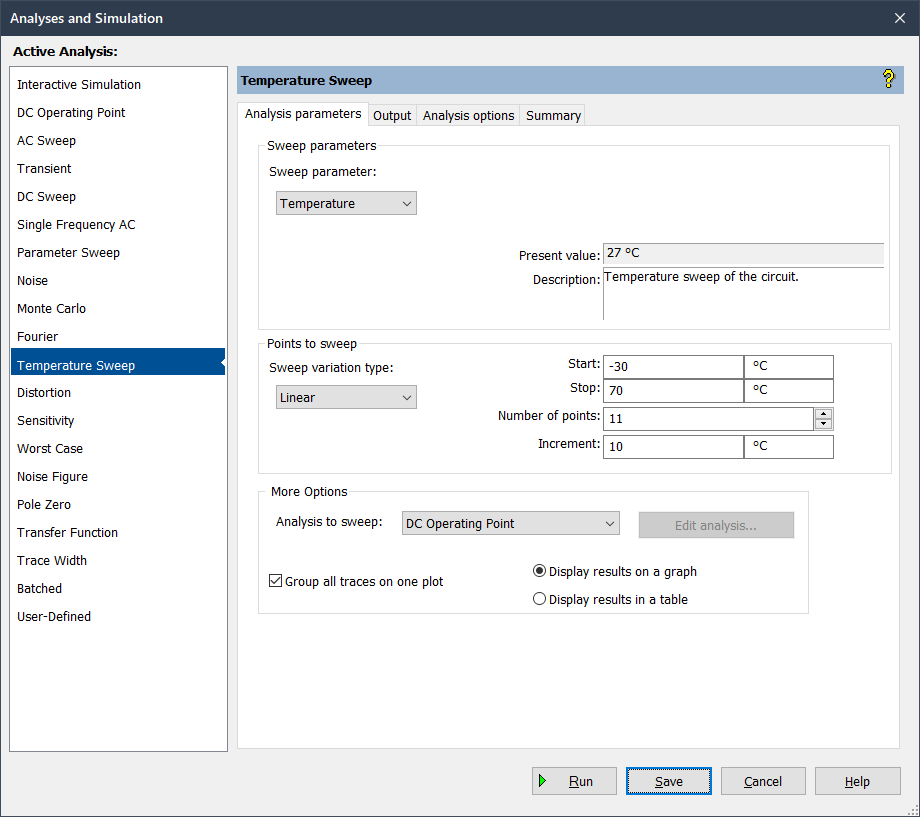 Analyses and Simulation
Active Analysis:
Interactive Simulation
DC Operating Point
AC Sweep
Transient
DC Sweep
Single Frequency AC
Parameter Sweep
Noise
Monte Carlo
Fourier
Temperature Sweep
Distortion
Sensitivity
Worst Case
Noise Figure
Pole Zero
Transfer Function
Trace Width
Batched
User-Defined
Temperature Sweep
?
Analysis parameters Output Analysis options Summary
Sweep parameters
Sweep parameter:
Temperature
Present value: 27 °C
Description: Temperature sweep of the circuit.
Points to sweep
Sweep variation type:
Linear
Start: -30 °C
Stop: 70 °C
Number of points: 11
Increment: 10 °C
More Options
Analysis to sweep: DC Operating Point Edit analysis...
Group all traces on one plot
Display results on a graph
Display results in a table
Run Save Cancel Help